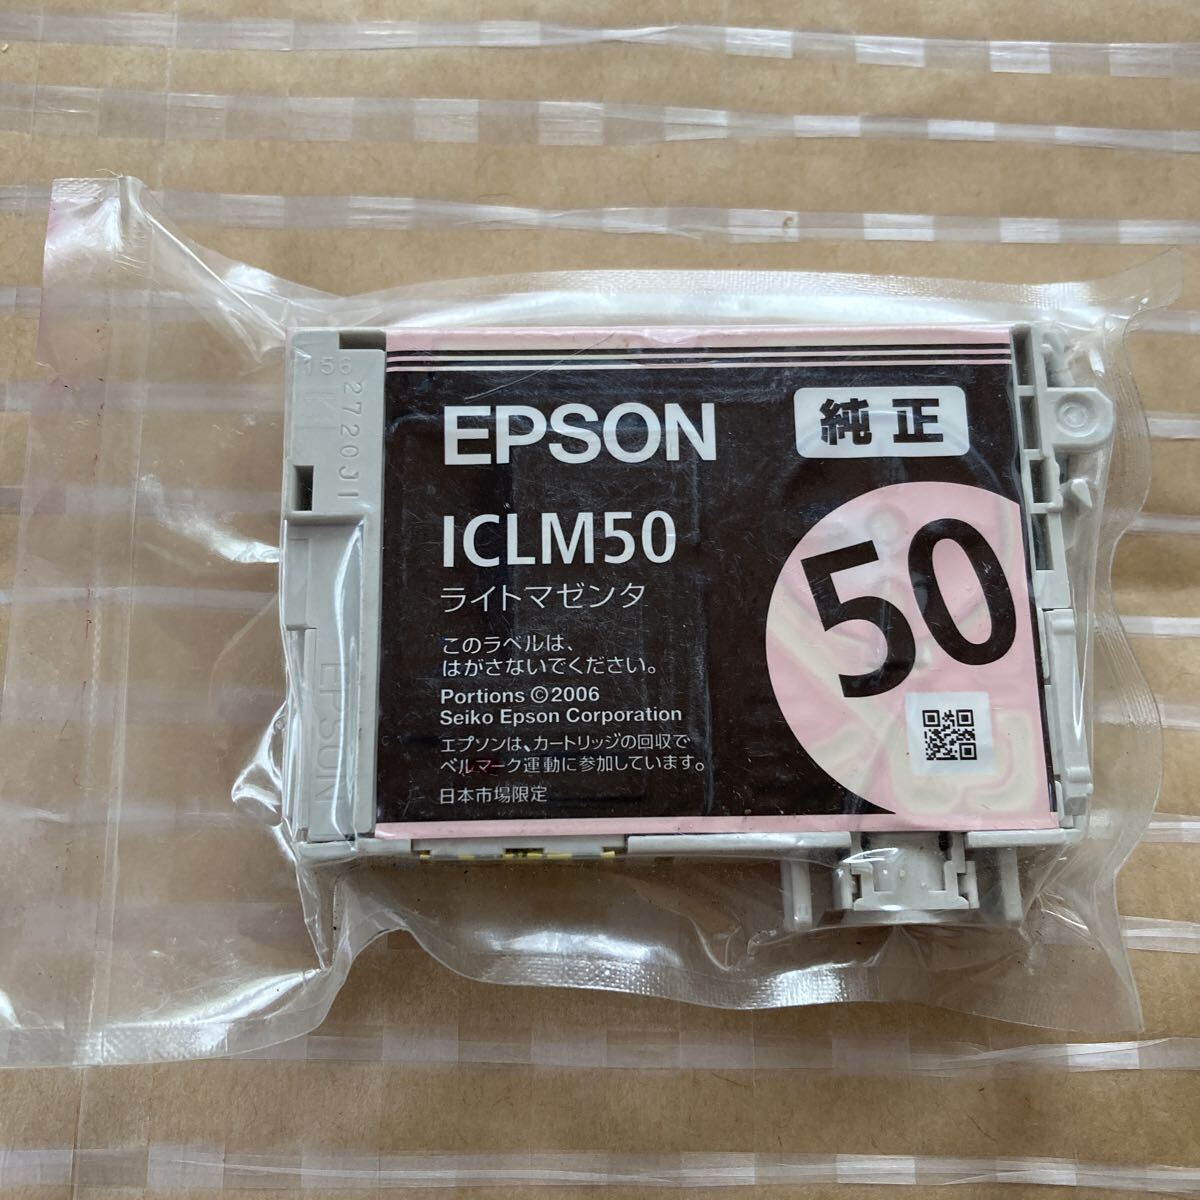 156
2720JI
EPSON
純正
ICLM50
ライトマゼンタ
50
このラベルは、
はがさないでください。
Portions ©2006
Seiko Epson Corporation
エプソンは、カートリッジの回収で
ベルマーク運動に参加しています。
日本市場限定
EPSON